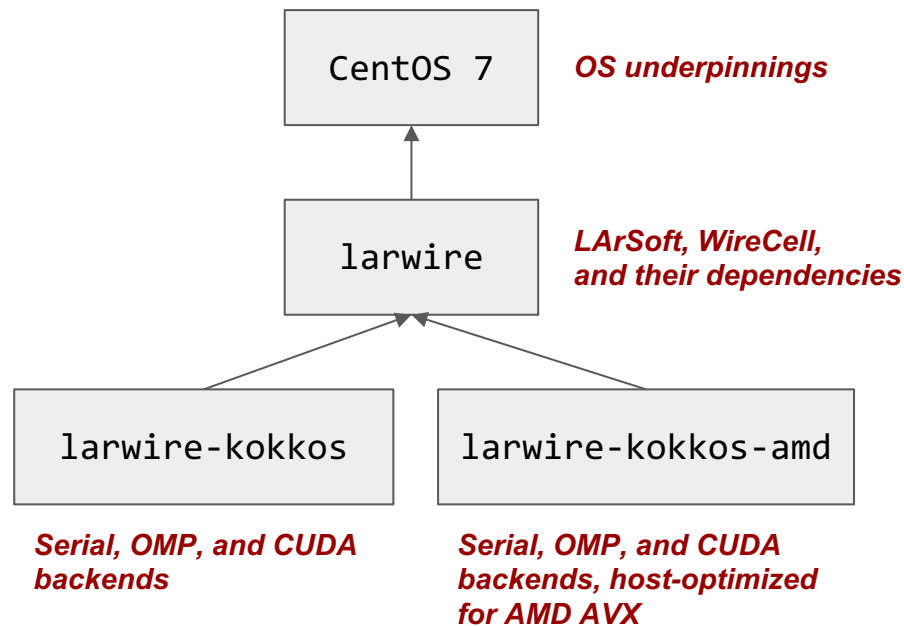 CentOS 7
OS underpinnings
larwire
LArSoft, WireCell,
and their dependencies
larwire-kokkos
larwire-kokkos-amd
Serial, OMP, and CUDA
backends
Serial, OMP, and CUDA
backends, host-optimized
for AMD AVX